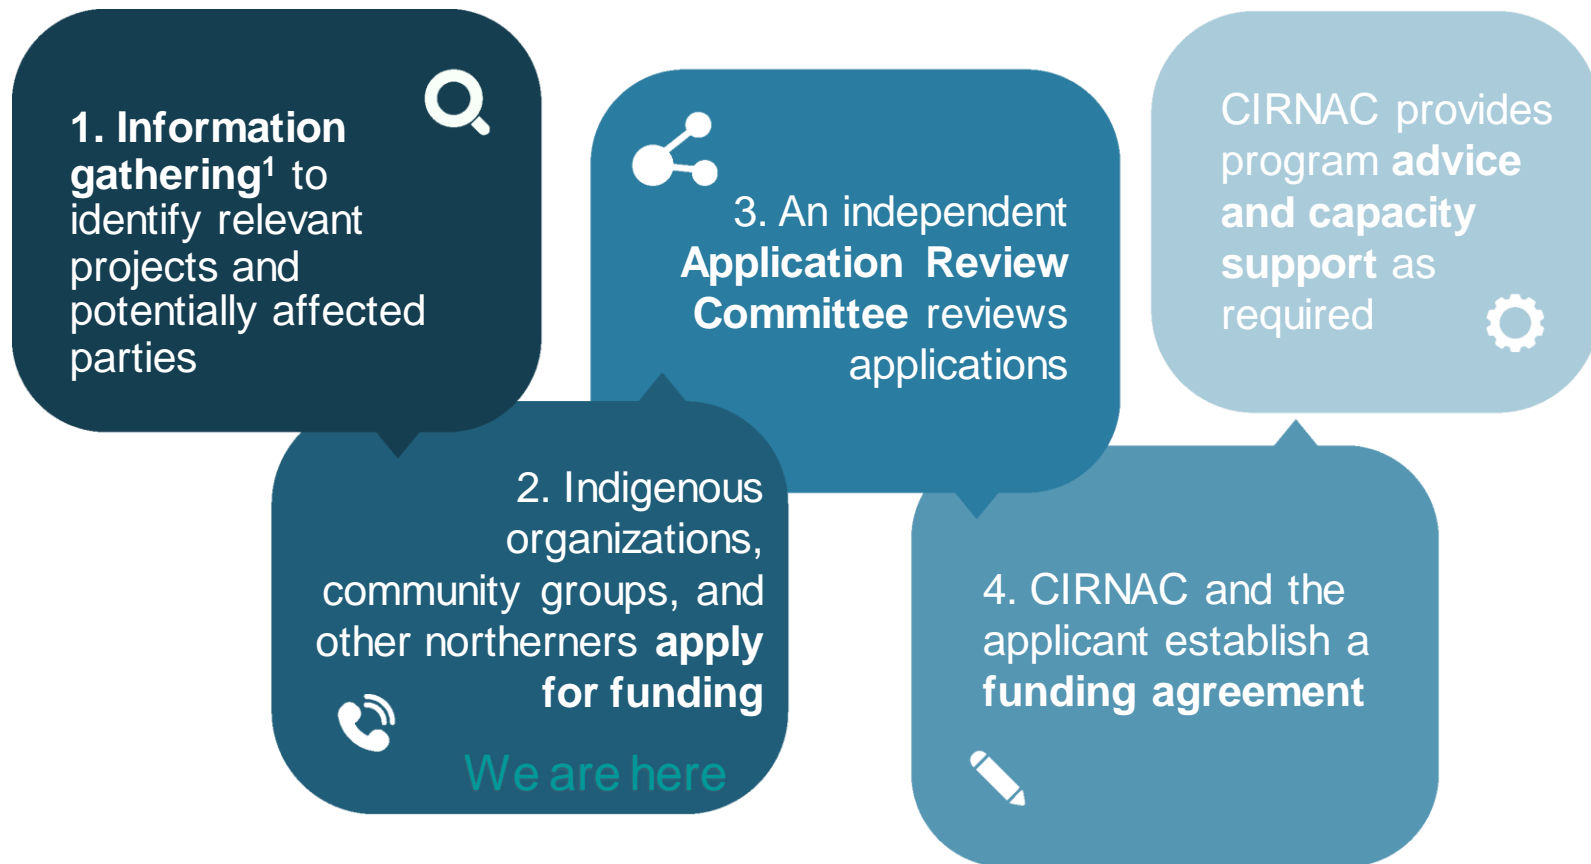 1. Information
gathering¹ to
identify relevant
projects and
potentially affected
parties
2. Indigenous
organizations,
community groups, and
other northerners apply
for funding
We are here
3. An independent
Application Review
Committee reviews
applications
4. CIRNAC and the
applicant establish a
funding agreement
CIRNAC provides
program advice
and capacity
support as
required